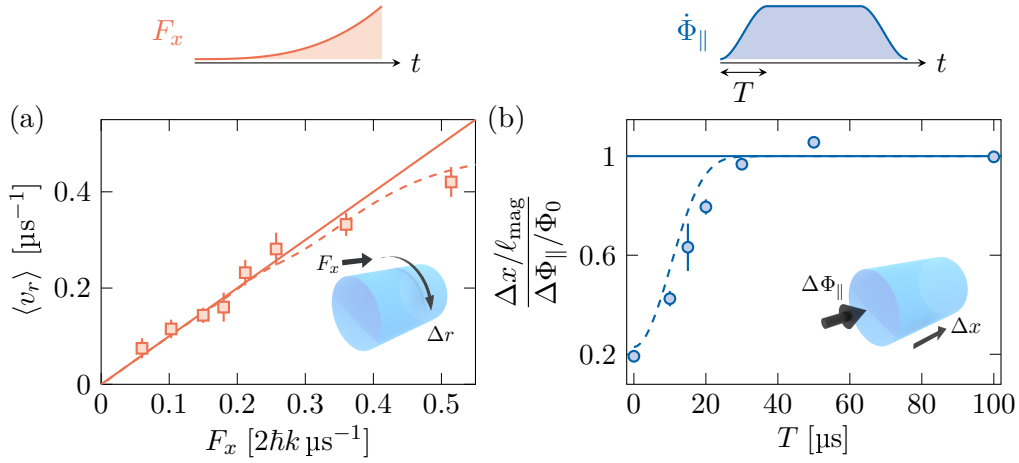 F_x
t
Φ̇_∥
t
T
(a)
⟨v_r⟩ [µs⁻¹]
0.4
0.2
0
0 0.1 0.2 0.3 0.4 0.5
F_x [2ħk µs⁻¹]
F_x
Δr
(b)
Δx/ℓ_mag
ΔΦ_∥/Φ_0
1
0.6
0.2
0 20 40 60 80 100
T [µs]
ΔΦ_∥
Δx